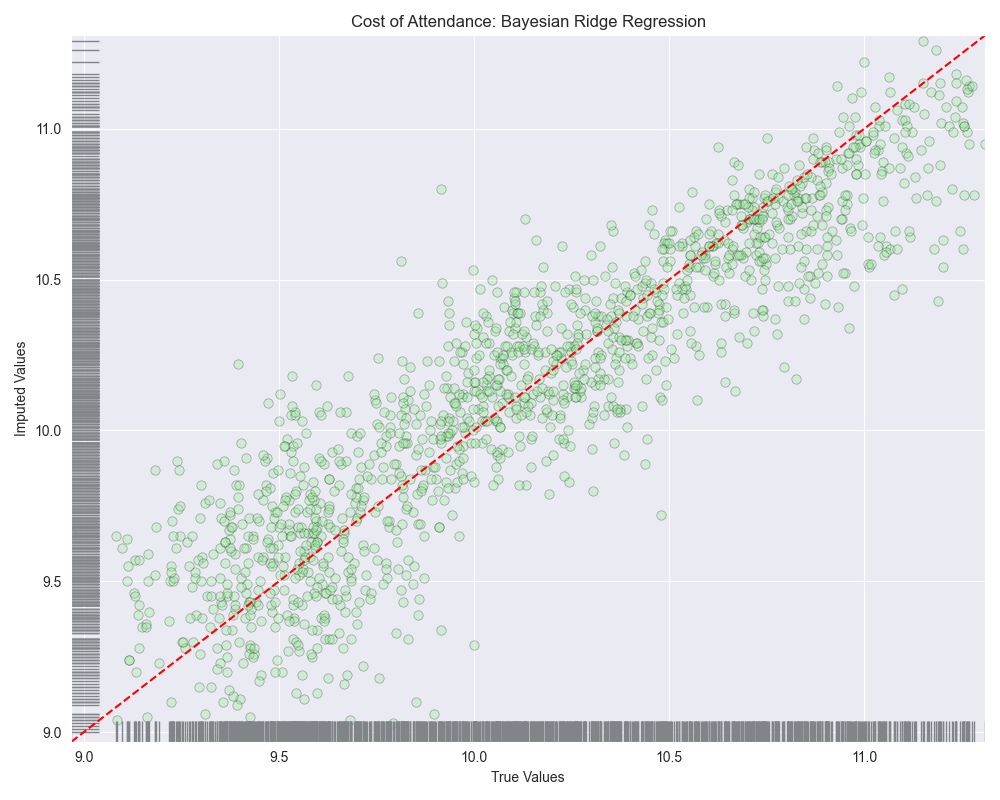 Cost of Attendance: Bayesian Ridge Regression
11.0
10.5
10.0
9.5
9.0
Imputed Values
9.0 9.5 10.0 10.5 11.0
True Values